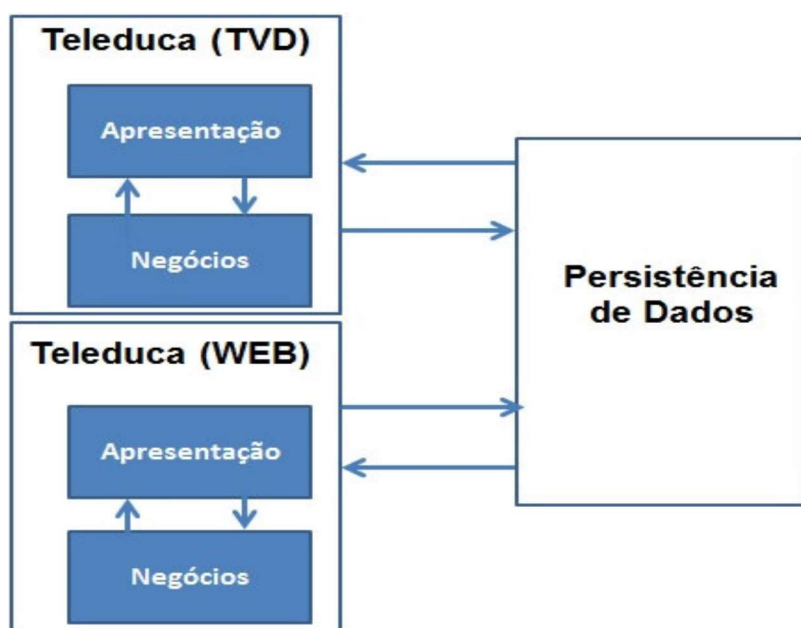 Teleduca (TVD)
Apresentação
Negócios
Teleduca (WEB)
Apresentação
Negócios
Persistência
de Dados